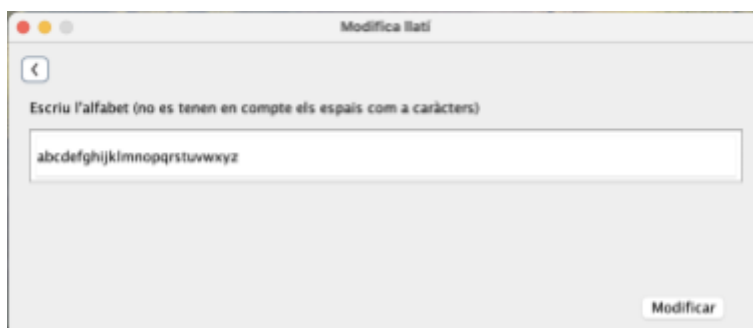 Modifica llatí
<
Escriu l'alfabet (no es tenen en compte els espais com a caràcters)
abcdefghijklmnopqrstuvwxyz
Modificar